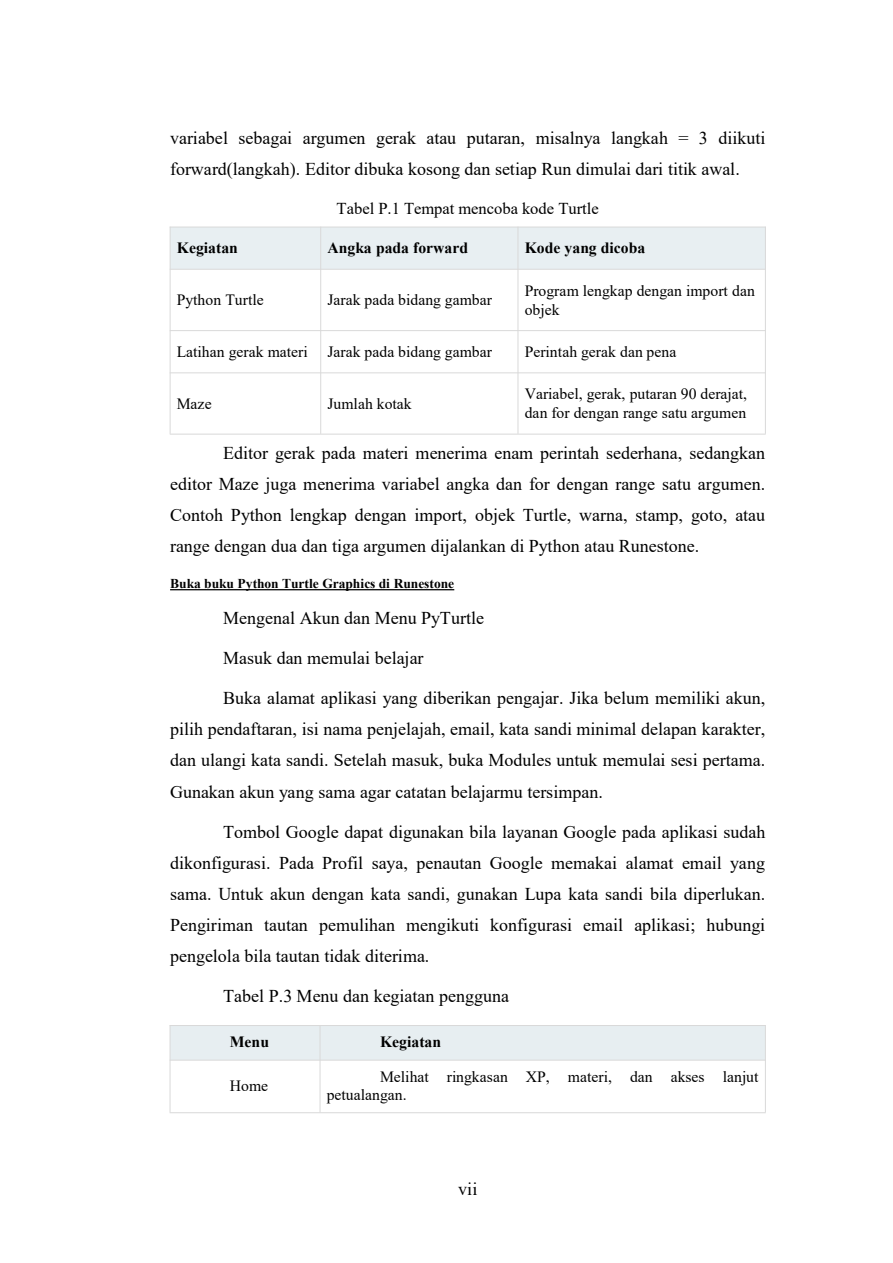 variabel sebagai argumen gerak atau putaran, misalnya langkah = 3 diikuti
forward(langkah). Editor dibuka kosong dan setiap Run dimulai dari titik awal.
Tabel P.1 Tempat mencoba kode Turtle
Kegiatan Angka pada forward Kode yang dicoba
Python Turtle Jarak pada bidang gambar Program lengkap dengan import dan
objek
Latihan gerak materi Jarak pada bidang gambar Perintah gerak dan pena
Maze Jumlah kotak Variabel, gerak, putaran 90 derajat,
dan for dengan range satu argumen
Editor gerak pada materi menerima enam perintah sederhana, sedangkan
editor Maze juga menerima variabel angka dan for dengan range satu argumen.
Contoh Python lengkap dengan import, objek Turtle, warna, stamp, goto, atau
range dengan dua dan tiga argumen dijalankan di Python atau Runestone.
Buka buku Python Turtle Graphics di Runestone
Mengenal Akun dan Menu PyTurtle
Masuk dan memulai belajar
Buka alamat aplikasi yang diberikan pengajar. Jika belum memiliki akun,
pilih pendaftaran, isi nama penjelajah, email, kata sandi minimal delapan karakter,
dan ulangi kata sandi. Setelah masuk, buka Modules untuk memulai sesi pertama.
Gunakan akun yang sama agar catatan belajarmu tersimpan.
Tombol Google dapat digunakan bila layanan Google pada aplikasi sudah
dikonfigurasi. Pada Profil saya, penautan Google memakai alamat email yang
sama. Untuk akun dengan kata sandi, gunakan Lupa kata sandi bila diperlukan.
Pengiriman tautan pemulihan mengikuti konfigurasi email aplikasi; hubungi
pengelola bila tautan tidak diterima.
Tabel P.3 Menu dan kegiatan pengguna
Menu Kegiatan
Home Melihat ringkasan XP, materi, dan akses lanjut
petualangan.
vii